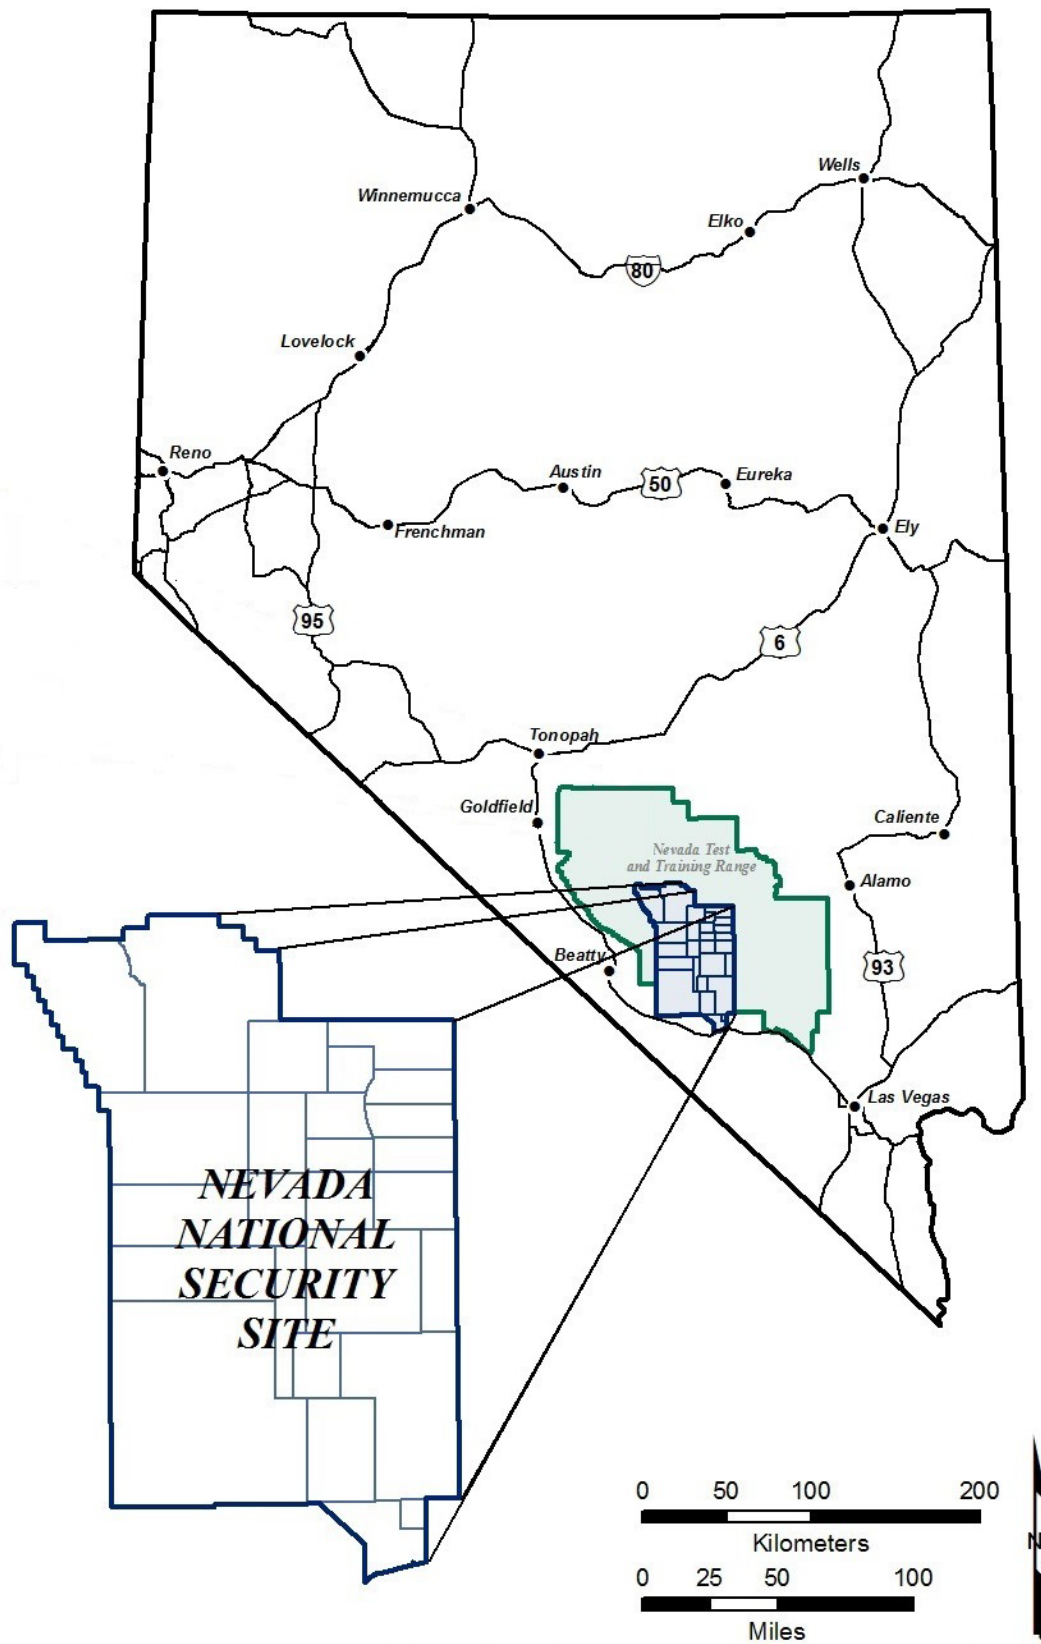 Wells
Winnemucca
Elko
80
Lovelock
Reno
Austin
50
Eureka
Frenchman
Ely
95
6
Tonopah
Goldfield
Caliente
Nevada Test
and Training Range
Alamo
Beatty
93
Las Vegas
NEVADA
NATIONAL
SECURITY
SITE
0 50 100 200
Kilometers
N
0 25 50 100
Miles